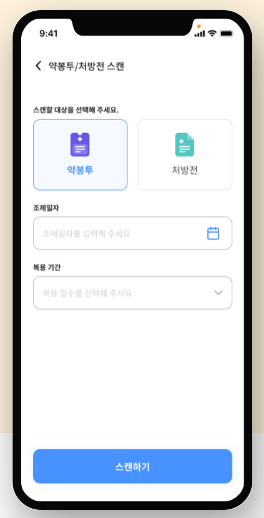 9:41
약봉투/처방전 스캔
스캔할 대상을 선택해 주세요.
약봉투
처방전
조제일자
조제일자를 입력해 주세요
복용 기간
복용 일수를 선택해 주세요
스캔하기